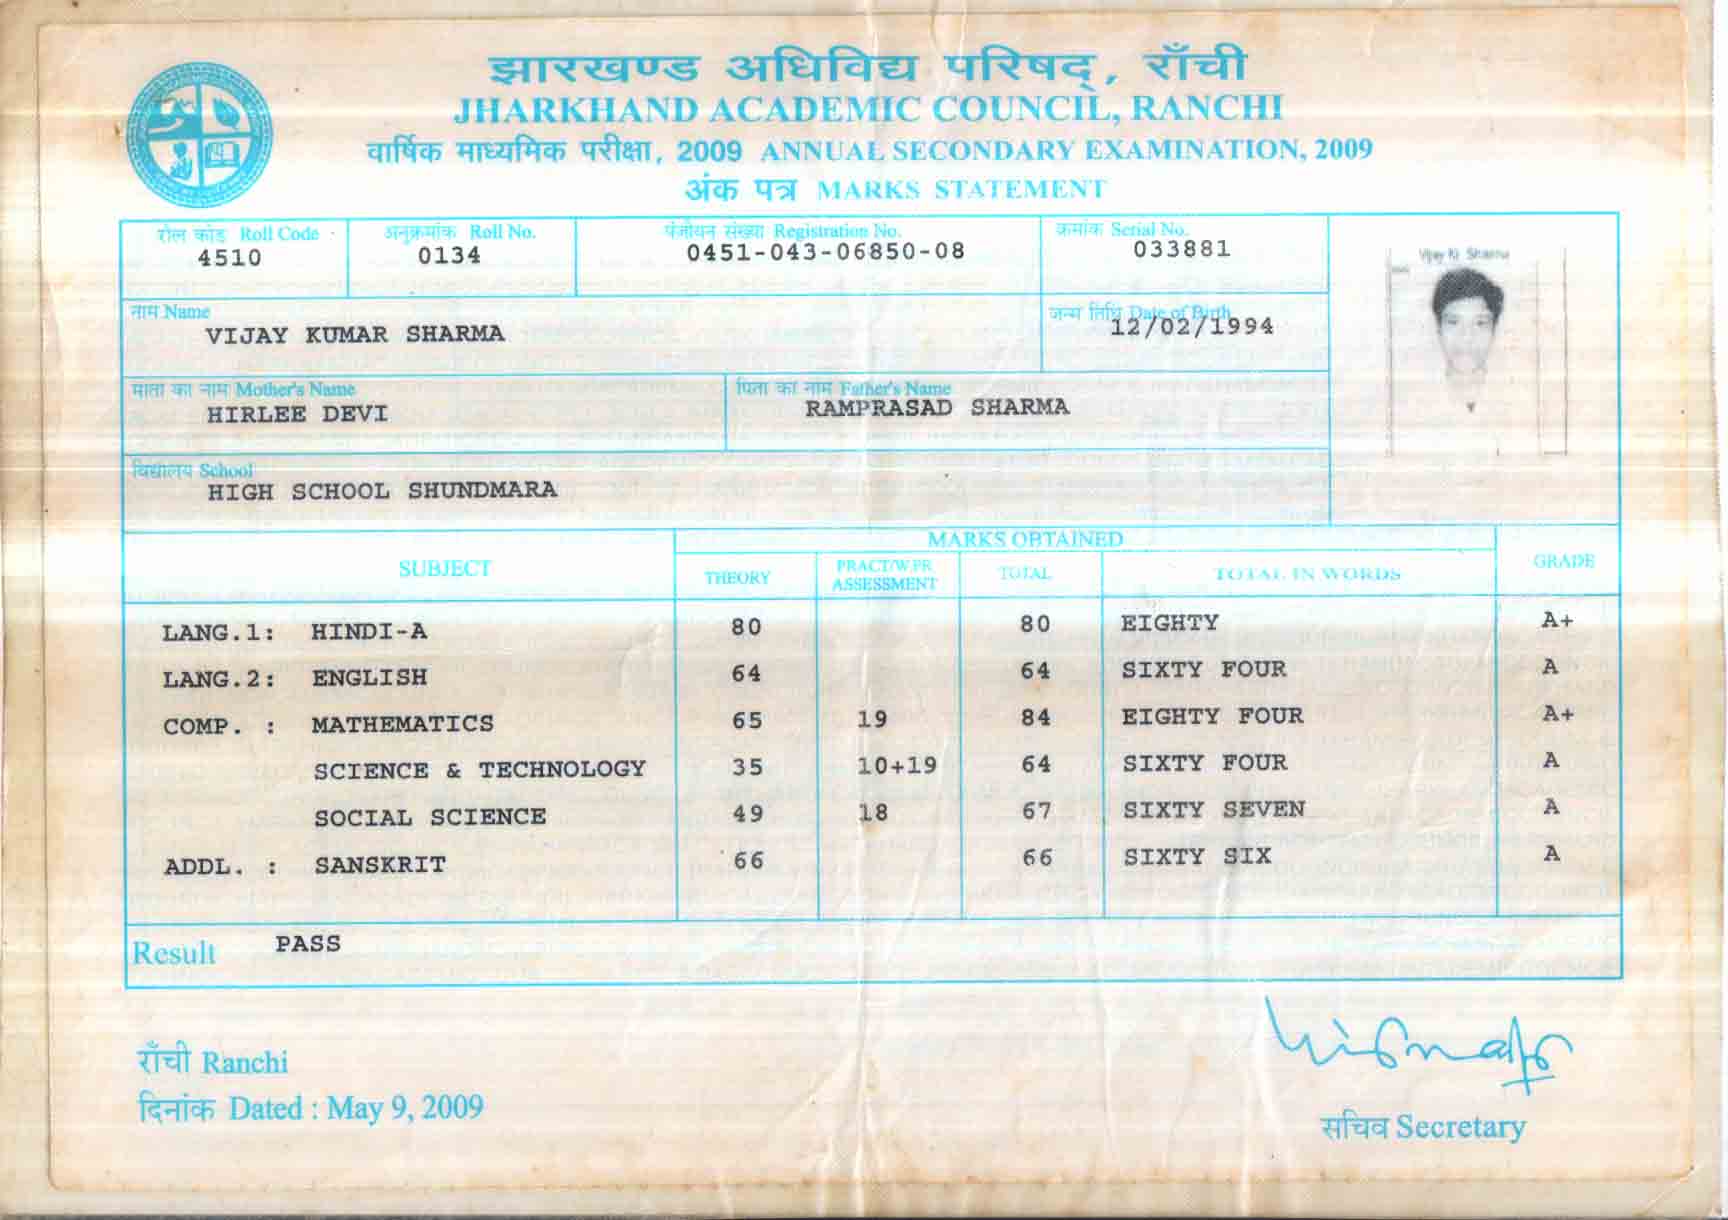 झारखण्ड अधिविद्य परिषद्, राँची
JHARKHAND ACADEMIC COUNCIL, RANCHI
वार्षिक माध्यमिक परीक्षा, 2009 ANNUAL SECONDARY EXAMINATION, 2009
अंक पत्र MARKS STATEMENT
रौल कोड Roll Code अनुक्रमांक Roll No. पंजीयन संख्या Registration No. क्रमांक Serial No.
4510 0134 0451-043-06850-08 033881
Vijay Sharma
नाम Name जन्म तिथि Date of Birth
VIJAY KUMAR SHARMA 12/02/1994
माता का नाम Mother's Name पिता का नाम Father's Name
HIRLEE DEVI RAMPRASAD SHARMA
विद्यालय School
HIGH SCHOOL SHUNDMARA
MARKS OBTAINED
SUBJECT THEORY PRACT/W.PR ASSESSMENT TOTAL TOTAL IN WORDS GRADE
LANG.1: HINDI-A 80 80 EIGHTY A+
LANG.2: ENGLISH 64 64 SIXTY FOUR A
COMP. : MATHEMATICS 65 19 84 EIGHTY FOUR A+
SCIENCE & TECHNOLOGY 35 10+19 64 SIXTY FOUR A
SOCIAL SCIENCE 49 18 67 SIXTY SEVEN A
ADDL. : SANSKRIT 66 66 SIXTY SIX A
Result PASS
राँची Ranchi
दिनांक Dated : May 9, 2009
सचिव Secretary